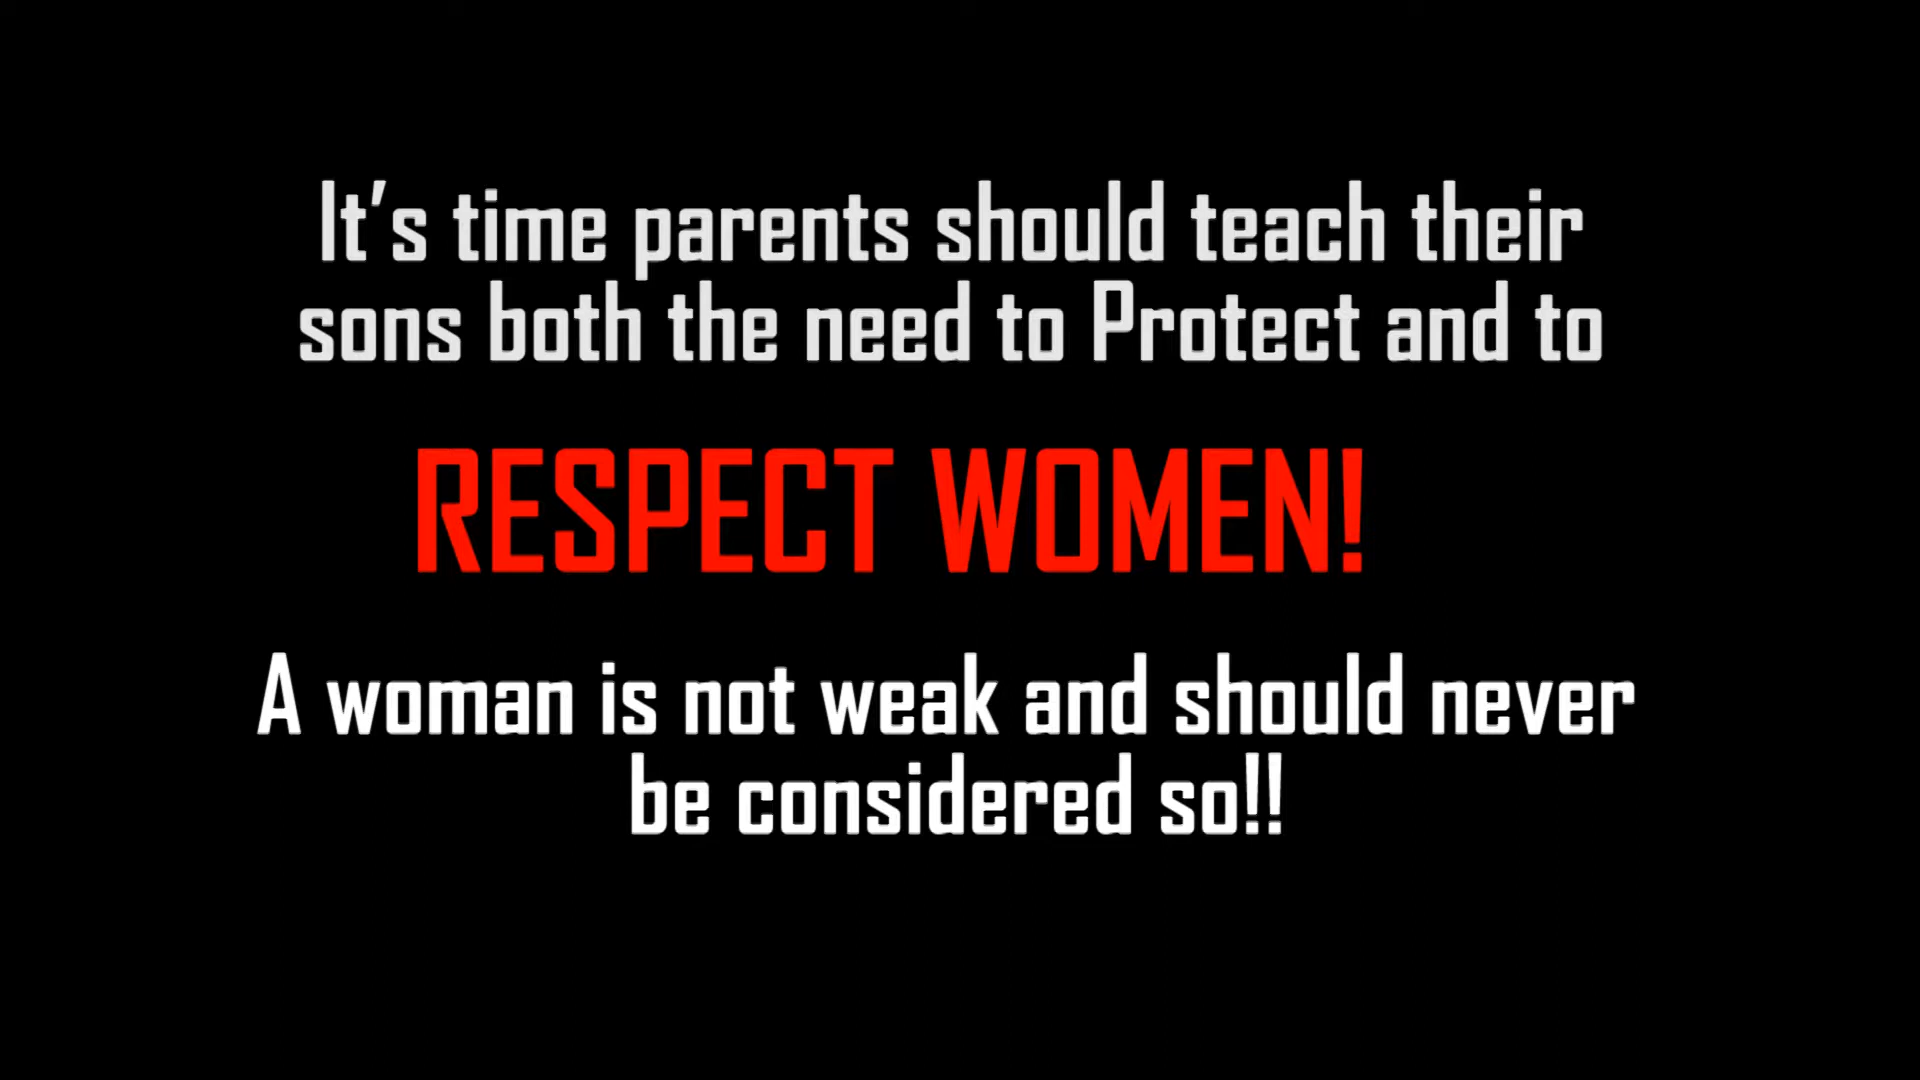 It’s time parents should teach their
sons both the need to Protect and to
RESPECT WOMEN!
A woman is not weak and should never
be considered so!!